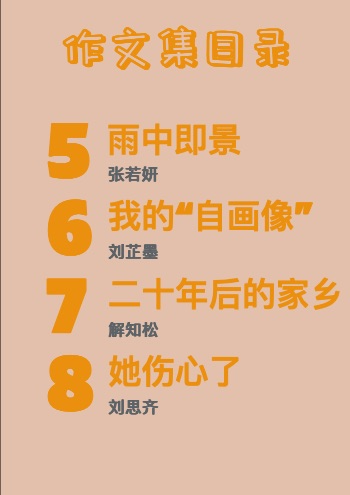 作文集目录
5 雨中即景
张若妍
6 我的“自画像”
刘芷墨
7 二十年后的家乡
解知松
8 她伤心了
刘思齐